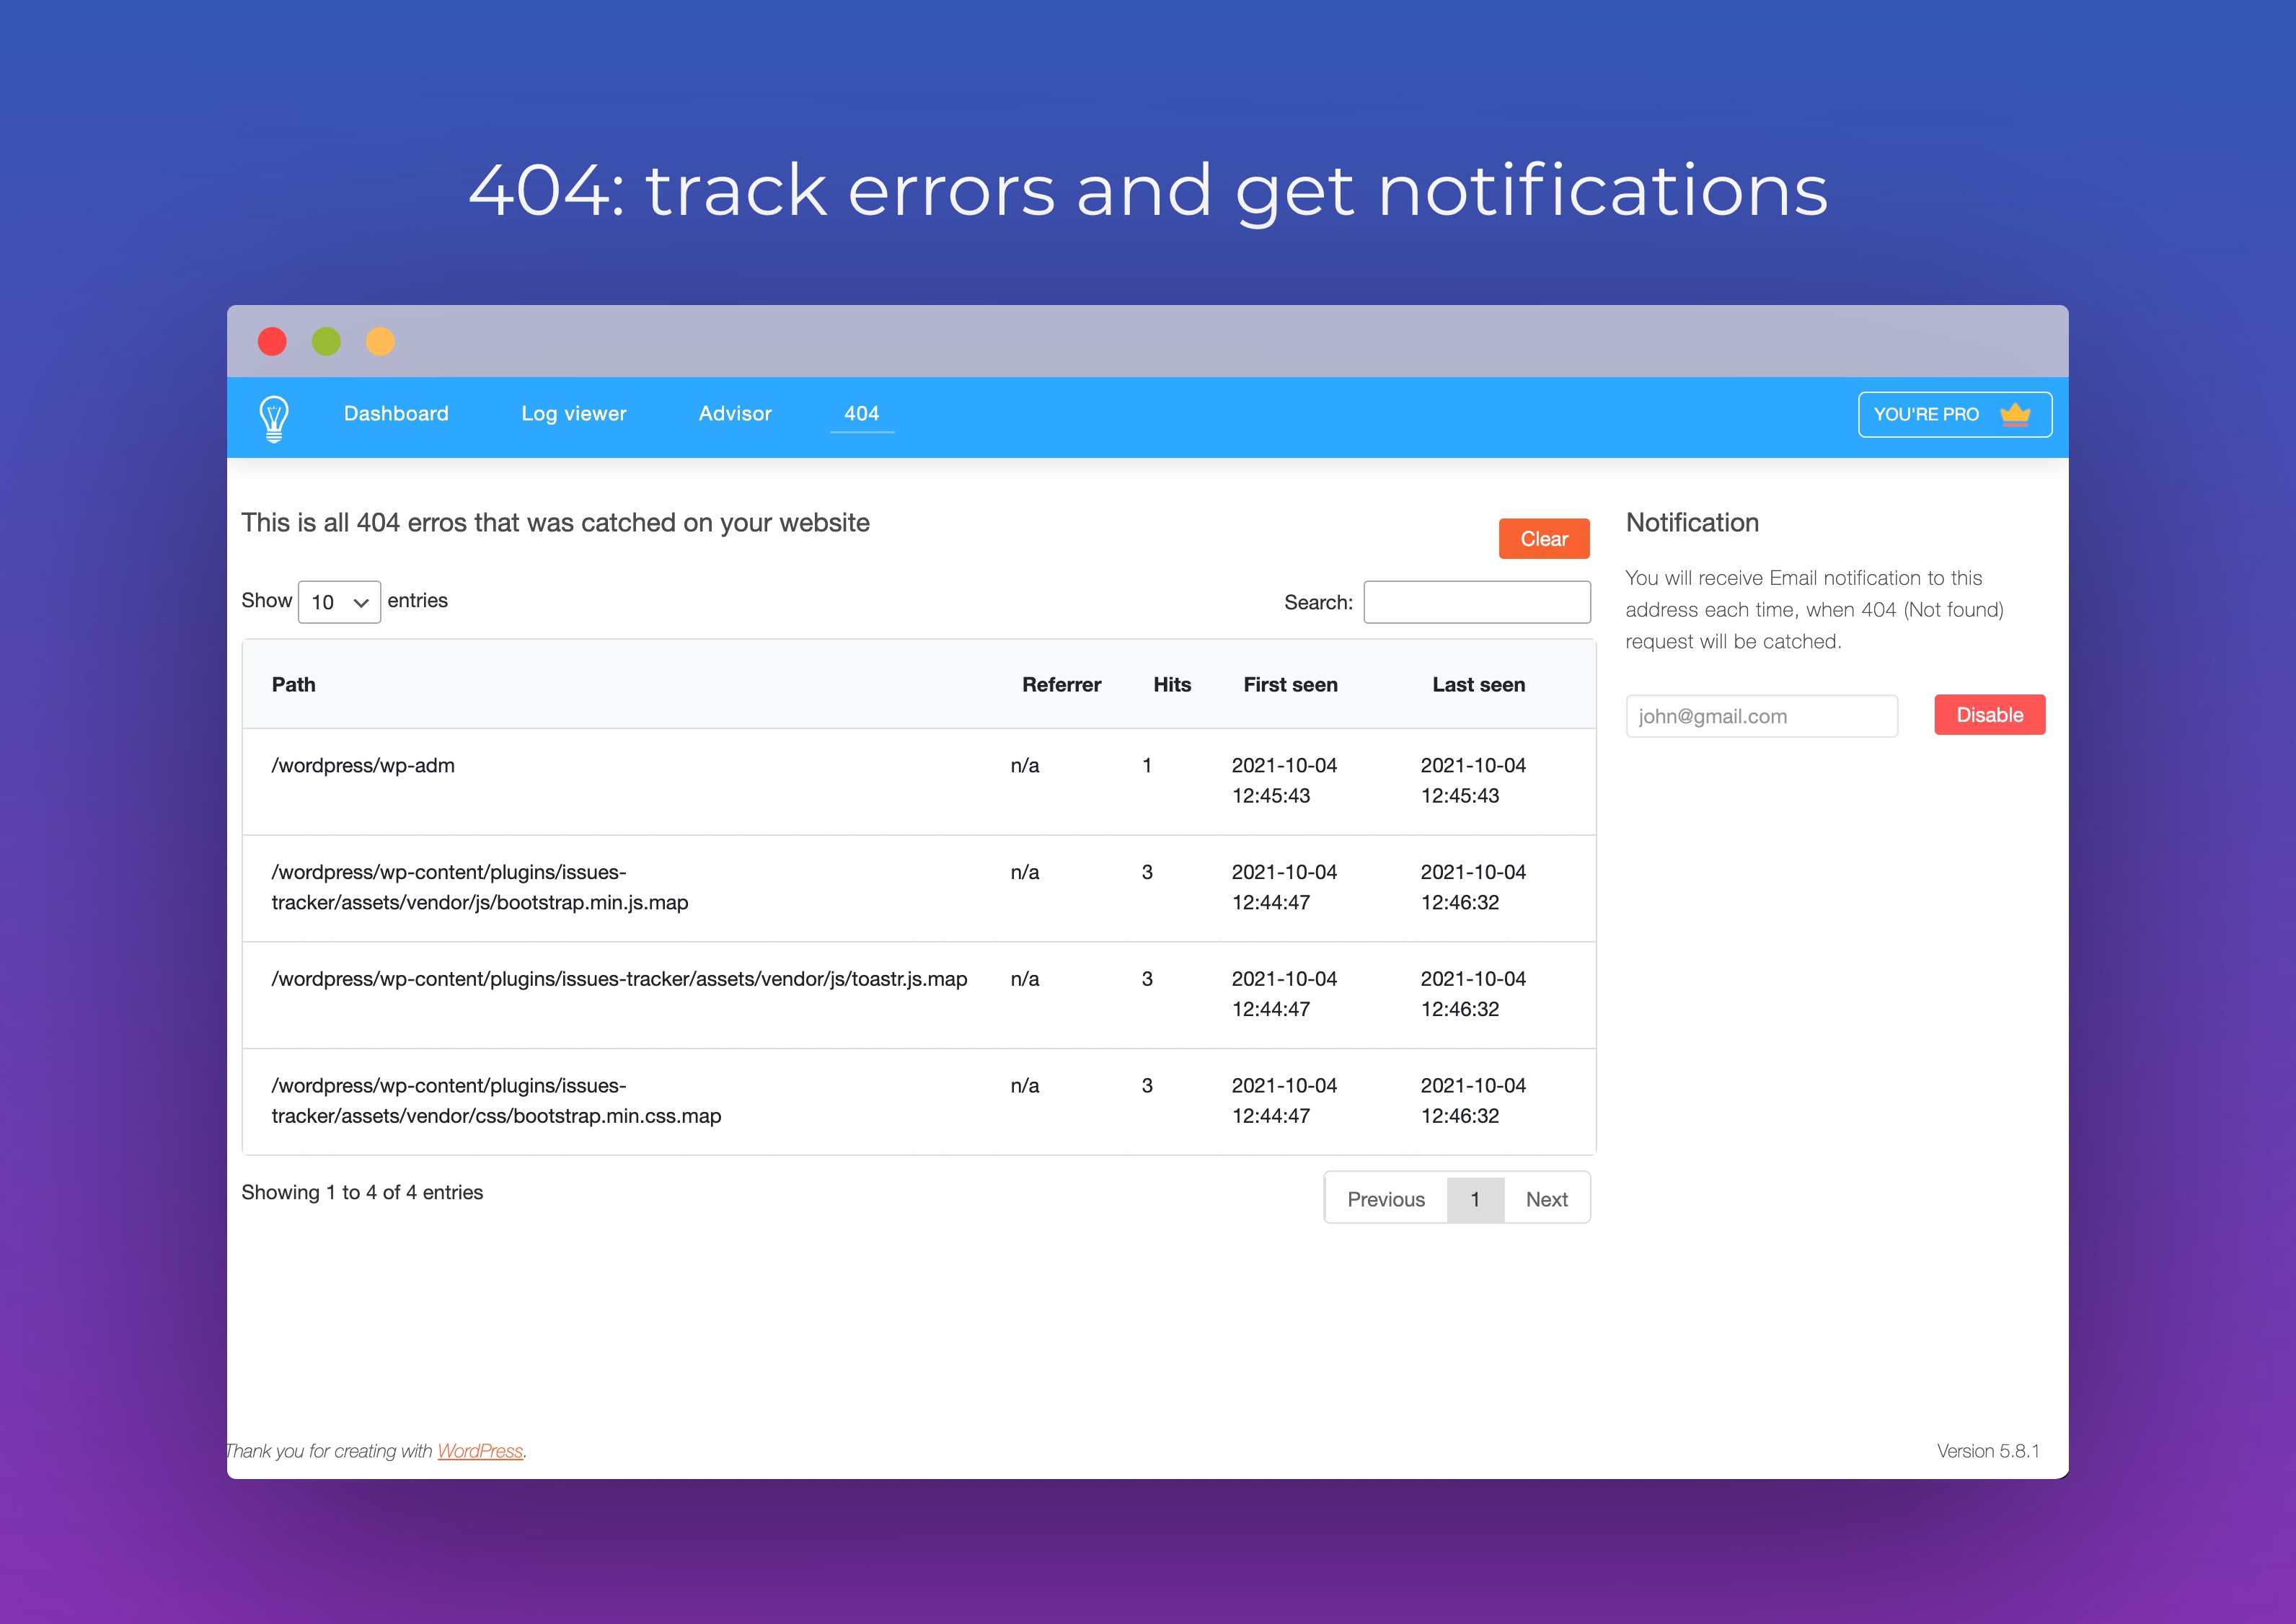 404: track errors and get notifications
Dashboard Log viewer Advisor 404 YOU'RE PRO
This is all 404 erros that was catched on your website
Clear
Show 10 entries
Search:
Path Referrer Hits First seen Last seen
/wordpress/wp-adm n/a 1 2021-10-04 2021-10-04
12:45:43 12:45:43
/wordpress/wp-content/plugins/issues- n/a 3 2021-10-04 2021-10-04
tracker/assets/vendor/js/bootstrap.min.js.map 12:44:47 12:46:32
/wordpress/wp-content/plugins/issues-tracker/assets/vendor/js/toastr.js.map n/a 3 2021-10-04 2021-10-04
12:44:47 12:46:32
/wordpress/wp-content/plugins/issues- n/a 3 2021-10-04 2021-10-04
tracker/assets/vendor/css/bootstrap.min.css.map 12:44:47 12:46:32
Showing 1 to 4 of 4 entries
Previous 1 Next
Notification
You will receive Email notification to this
address each time, when 404 (Not found)
request will be catched.
john@gmail.com Disable
Thank you for creating with WordPress.
Version 5.8.1